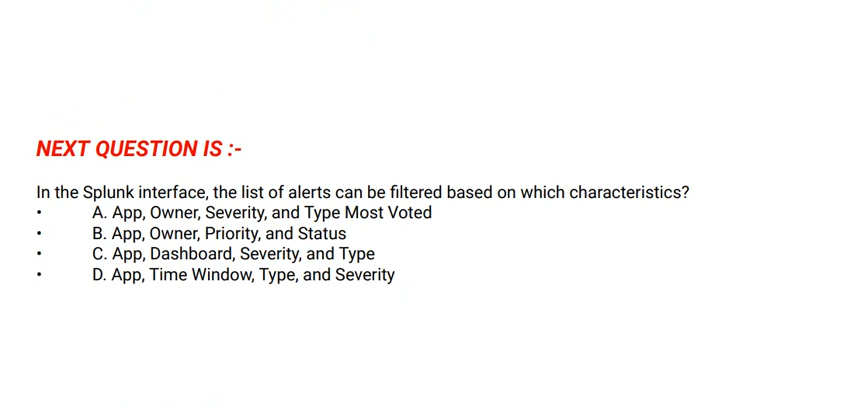 NEXT QUESTION IS :-
In the Splunk interface, the list of alerts can be filtered based on which characteristics?
• A. App, Owner, Severity, and Type Most Voted
• B. App, Owner, Priority, and Status
• C. App, Dashboard, Severity, and Type
• D. App, Time Window, Type, and Severity